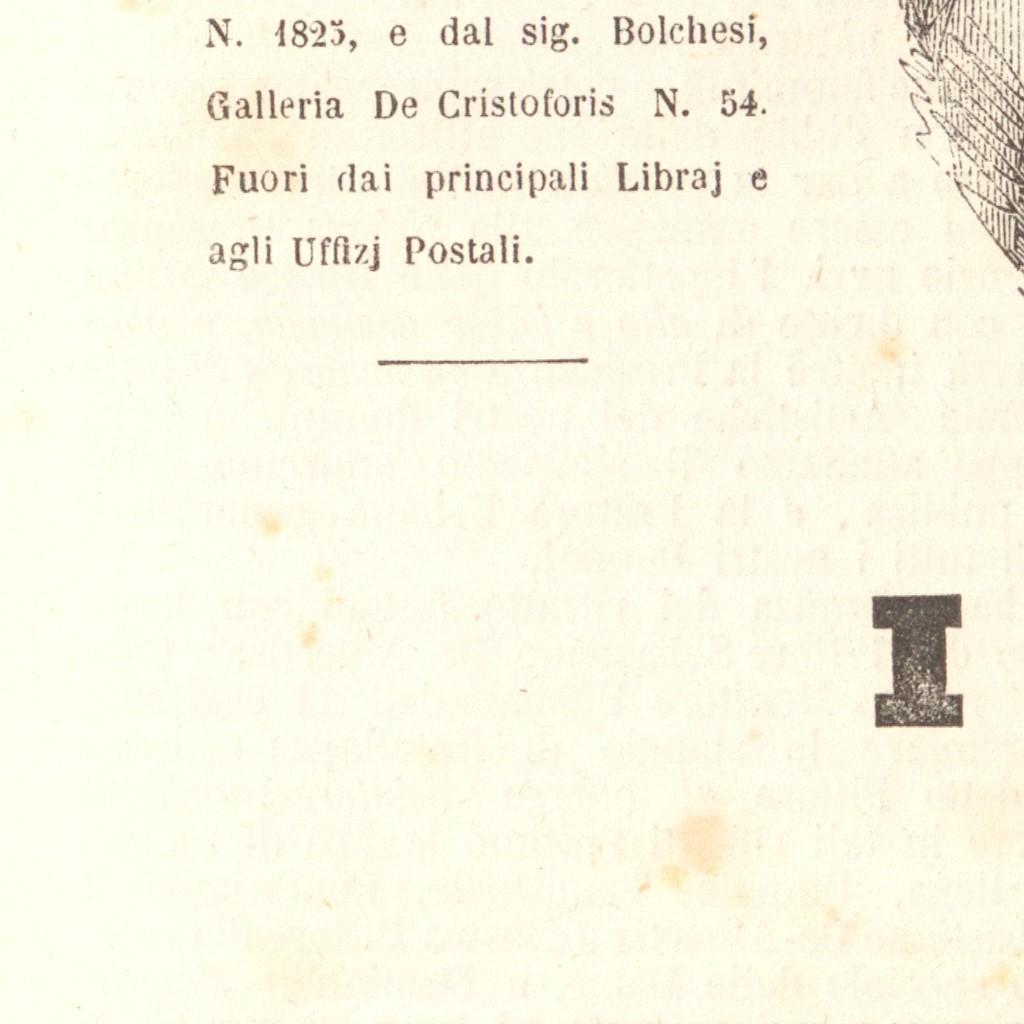 N. 1825, e dal sig. Bolchesi,
Galleria De Cristoforis N. 54.
Fuori dai principali Libraj e
agli Uffizj Postali.
I